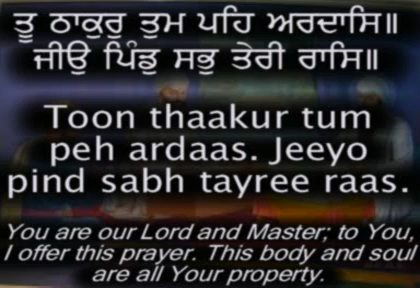 ਤੂ ਠਾਕੁਰੁ ਤੁਮ ਪਹਿ ਅਰਦਾਸਿ॥
ਜੀਉ ਪਿੰਡੁ ਸਭੁ ਤੇਰੀ ਰਾਸਿ॥
Toon thaakur tum
peh ardaas. Jeeyo
pind sabh tayree raas.
You are our Lord and Master; to You,
I offer this prayer. This body and soul
are all Your property.